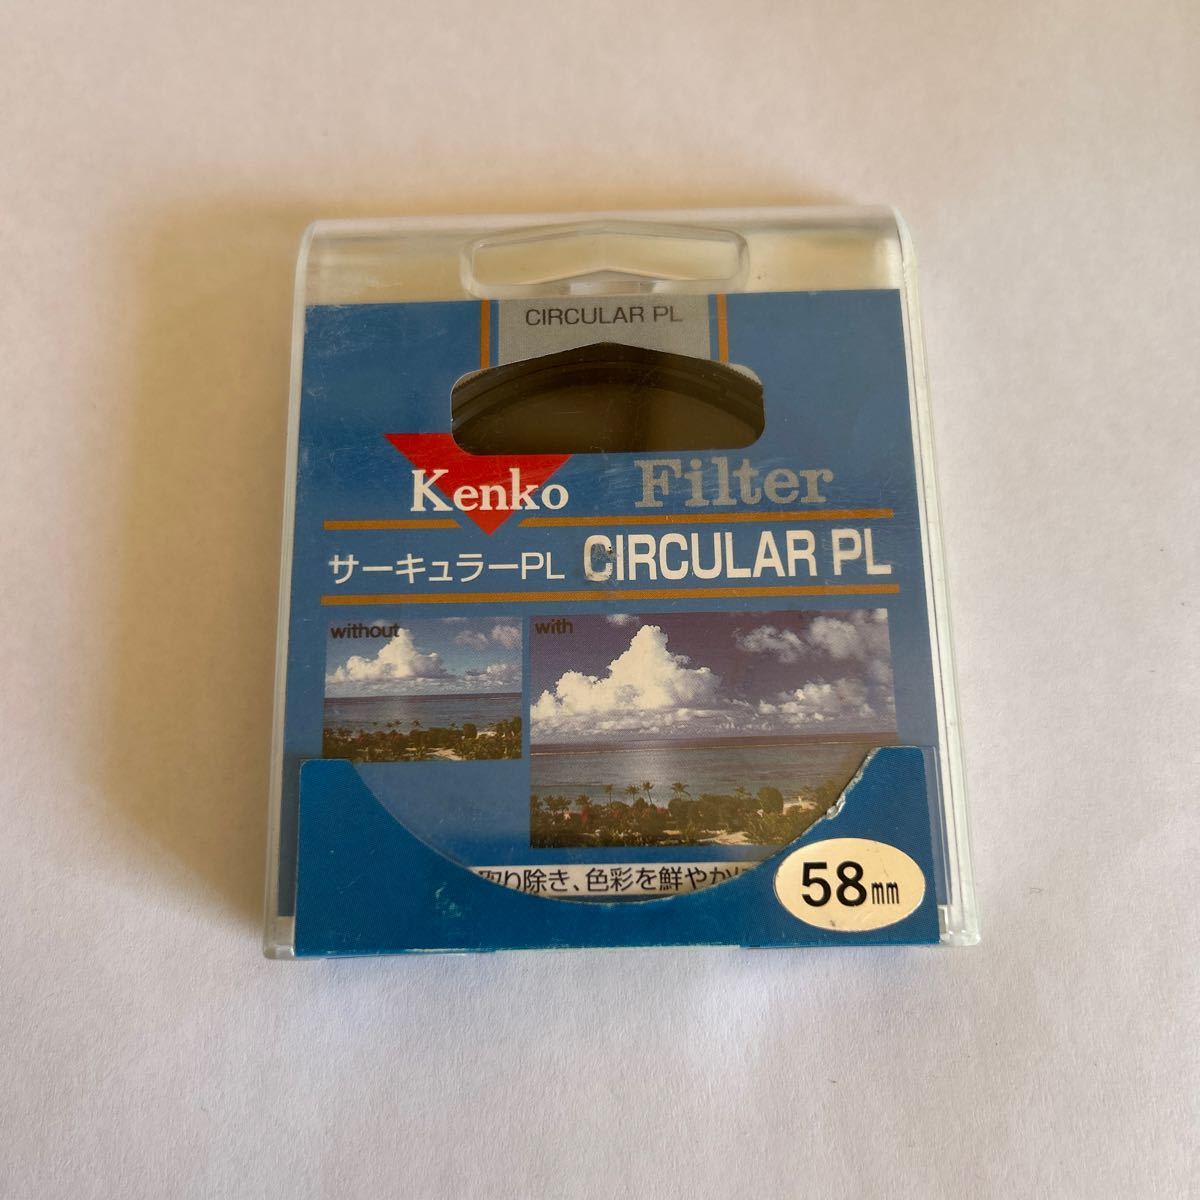 CIRCULAR PL
Kenko Filter
サーキュラーPL CIRCULAR PL
without
with
取り除き、色彩を鮮やかに
58mm